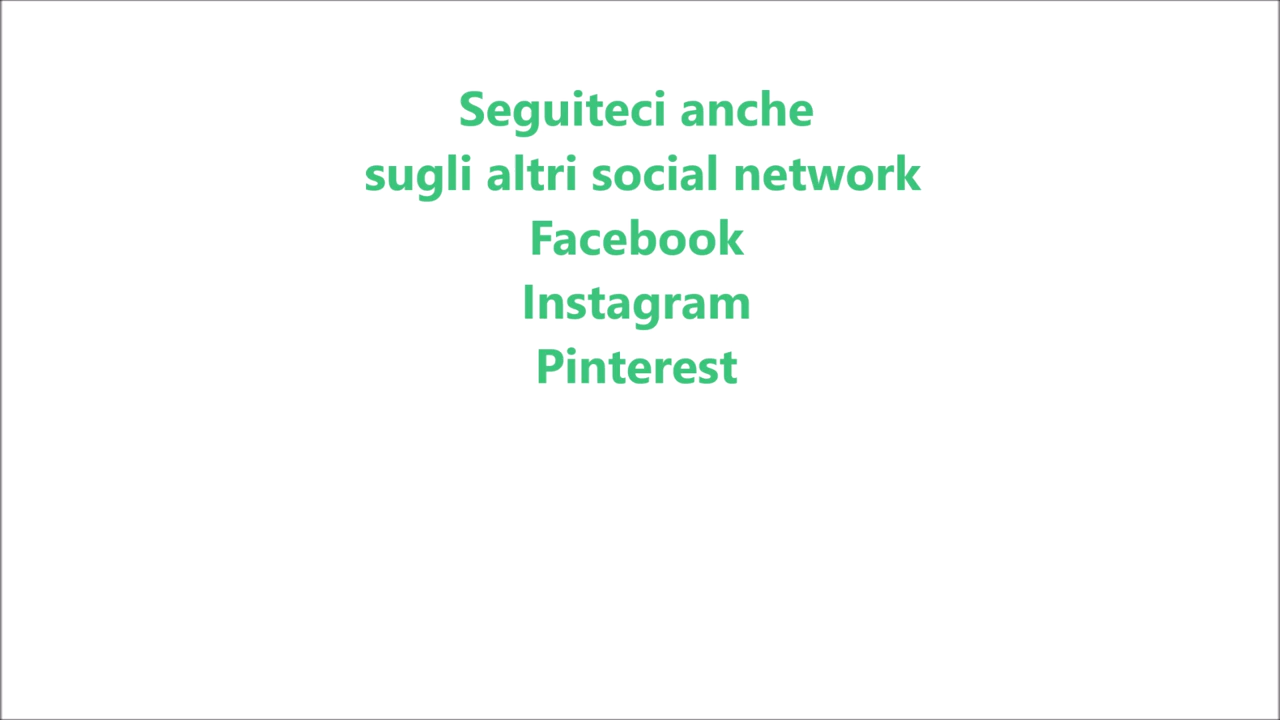 Seguiteci anche
sugli altri social network
Facebook
Instagram
Pinterest